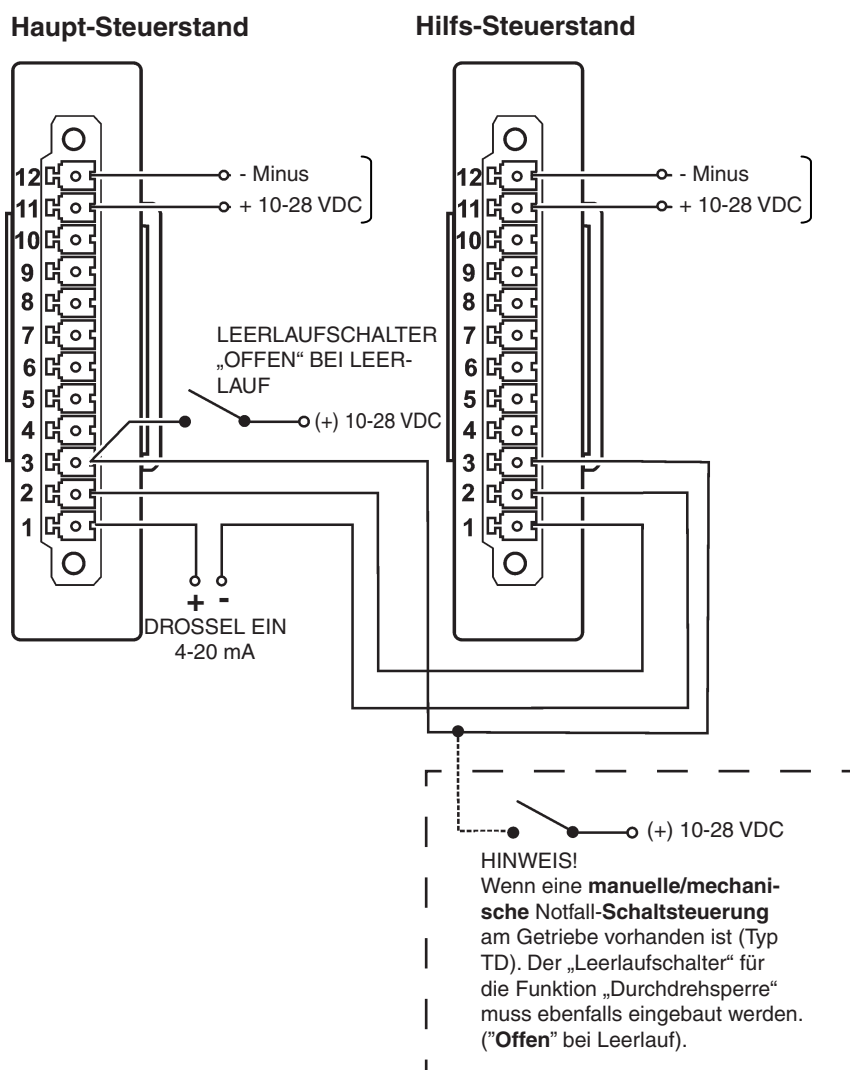 Haupt-Steuerstand
Hilfs-Steuerstand
12
11
10
9
8
7
6
5
4
3
2
1
- Minus
+ 10-28 VDC
LEERLAUFSCHALTER
„OFFEN“ BEI LEER-
LAUF
(+) 10-28 VDC
+ -
DROSSEL EIN
4-20 mA
12
11
10
9
8
7
6
5
4
3
2
1
- Minus
+ 10-28 VDC
(+) 10-28 VDC
HINWEIS!
Wenn eine manuelle/mechani-
sche Notfall-Schaltsteuerung
am Getriebe vorhanden ist (Typ
TD). Der „Leerlaufschalter“ für
die Funktion „Durchdrehsperre“
muss ebenfalls eingebaut werden.
(”Offen” bei Leerlauf).